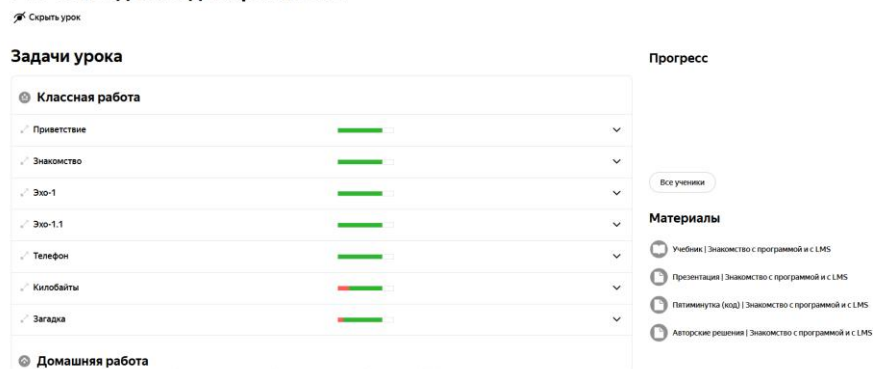 Скрыть урок
Задачи урока
Классная работа
Приветствие
Знакомство
Эхо-1
Эхо-1.1
Телефон
Килобайты
Загадка
Домашняя работа
Прогресс
Все ученики
Материалы
Учебник | Знакомство с программой и с LMS
Презентация | Знакомство с программой и с LMS
Пятиминутка (код) | Знакомство с программой и с LMS
Авторские решения | Знакомство с программой и с LMS